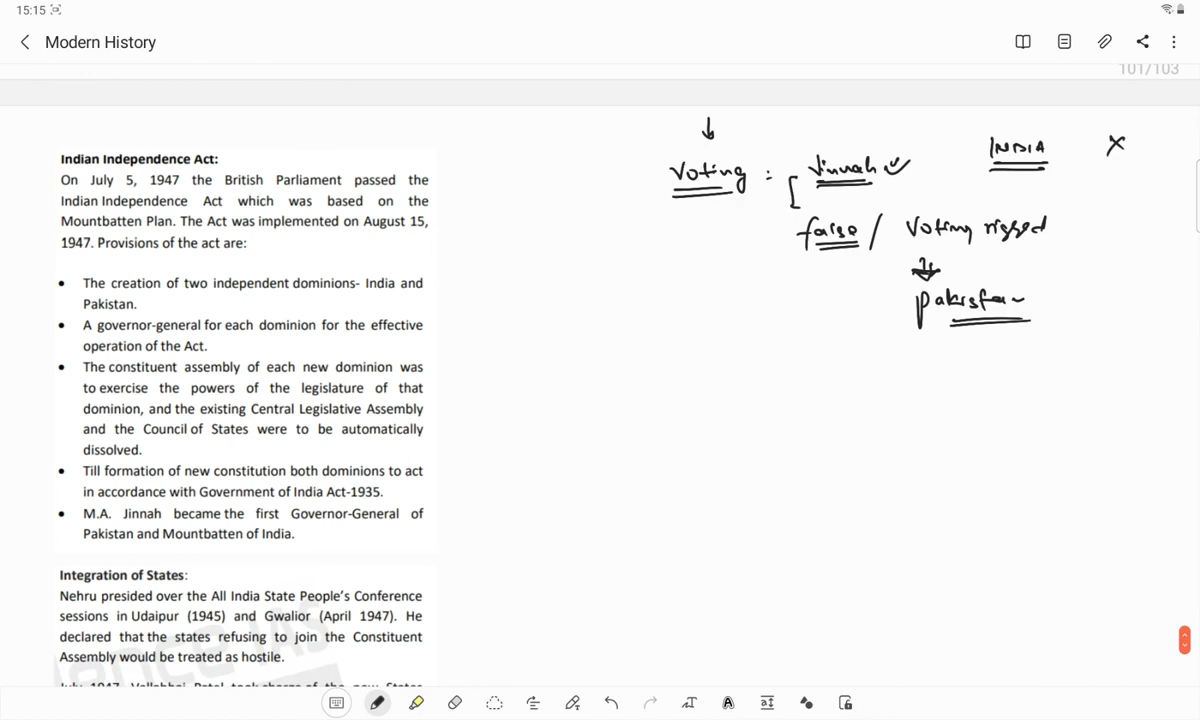 15:15
Modern History
101/103
Indian Independence Act:
On July 5, 1947 the British Parliament passed the
Indian Independence Act which was based on the
Mountbatten Plan. The Act was implemented on August 15,
1947. Provisions of the act are:
• The creation of two independent dominions- India and
Pakistan.
• A governor-general for each dominion for the effective
operation of the Act.
• The constituent assembly of each new dominion was
to exercise the powers of the legislature of that
dominion, and the existing Central Legislative Assembly
and the Council of States were to be automatically
dissolved.
• Till formation of new constitution both dominions to act
in accordance with Government of India Act-1935.
• M.A. Jinnah became the first Governor-General of
Pakistan and Mountbatten of India.
Integration of States:
Nehru presided over the All India State People's Conference
sessions in Udaipur (1945) and Gwalior (April 1947). He
declared that the states refusing to join the Constituent
Assembly would be treated as hostile.
INDIA X
Voting : [ Jinnah ✓
false / Voting rigged
Pakistan